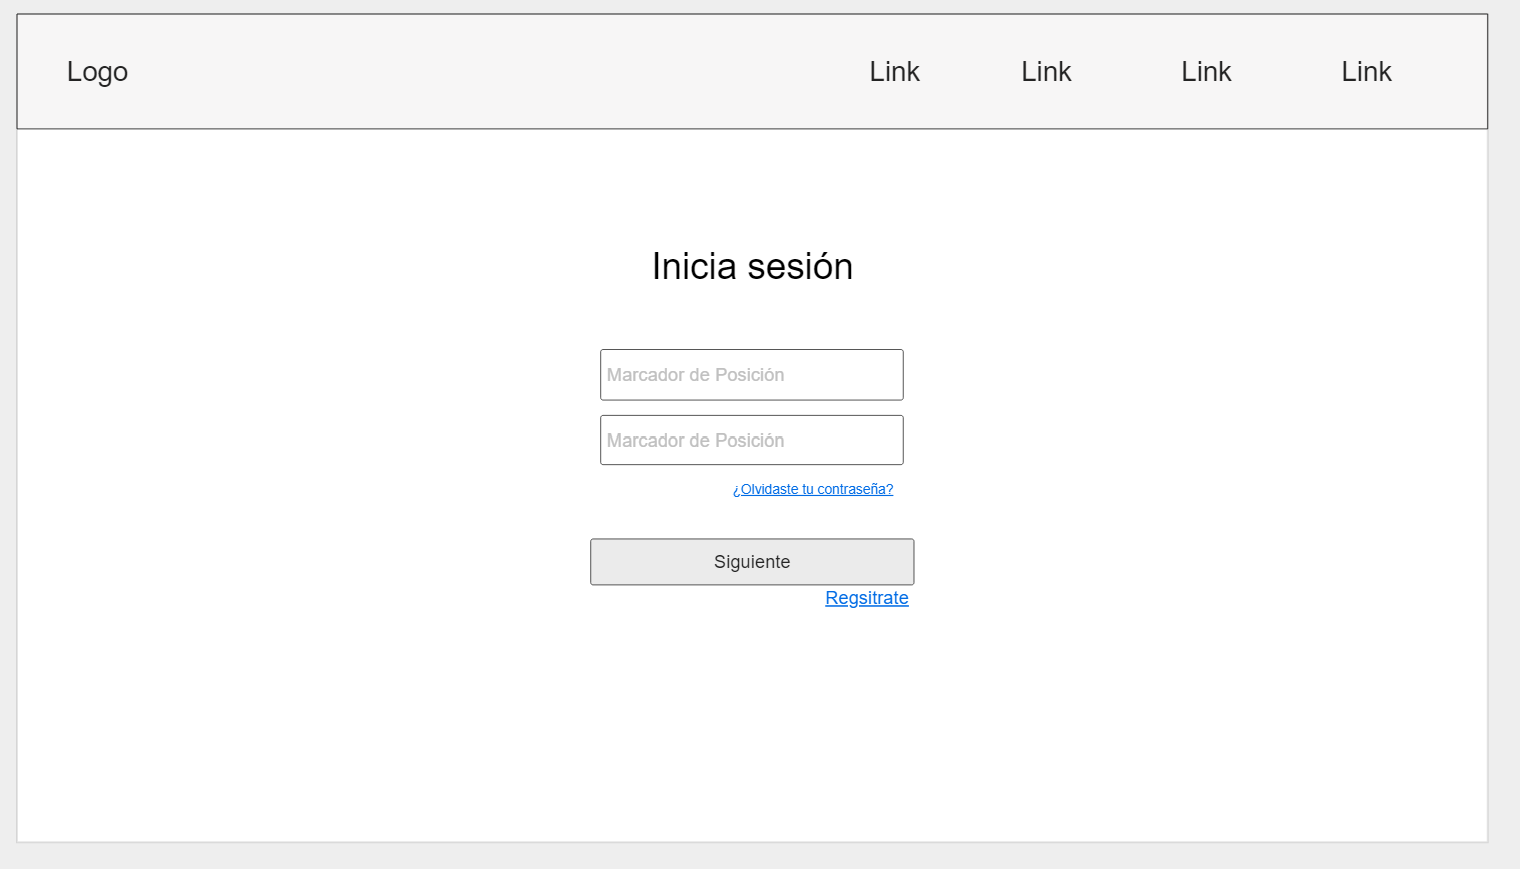 Logo Link Link Link Link
Inicia sesión
Marcador de Posición
Marcador de Posición
¿Olvidaste tu contraseña?
Siguiente
Regsitrate